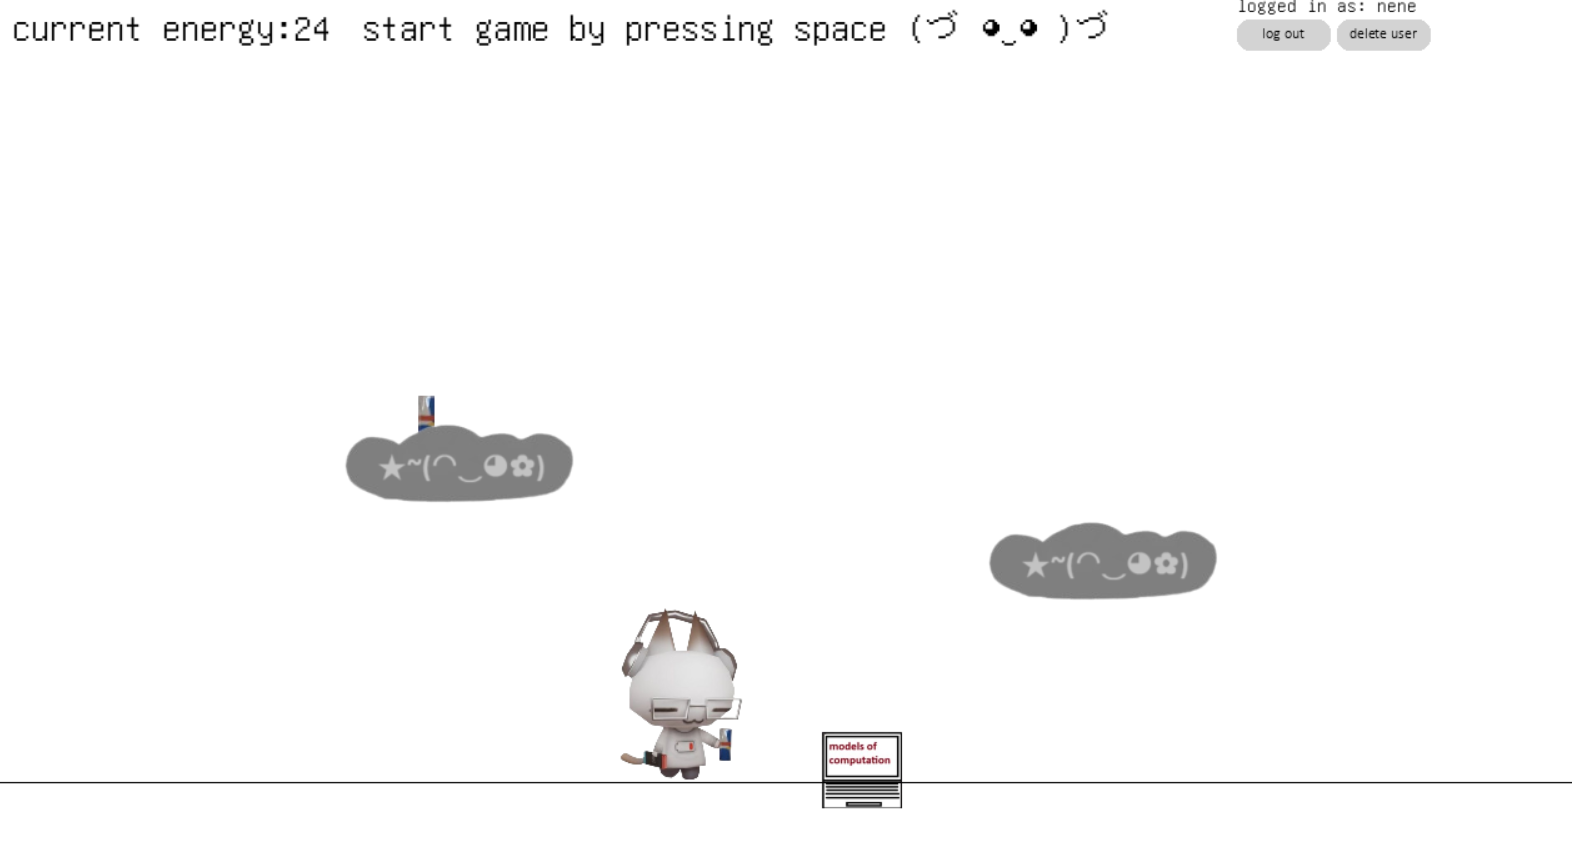 logged in as: nene
current energy:24 start game by pressing space (づ ◕‿◕ )づ
log out
delete user
★~(◠‿◕✿)
★~(◠‿◕✿)
models of
computation